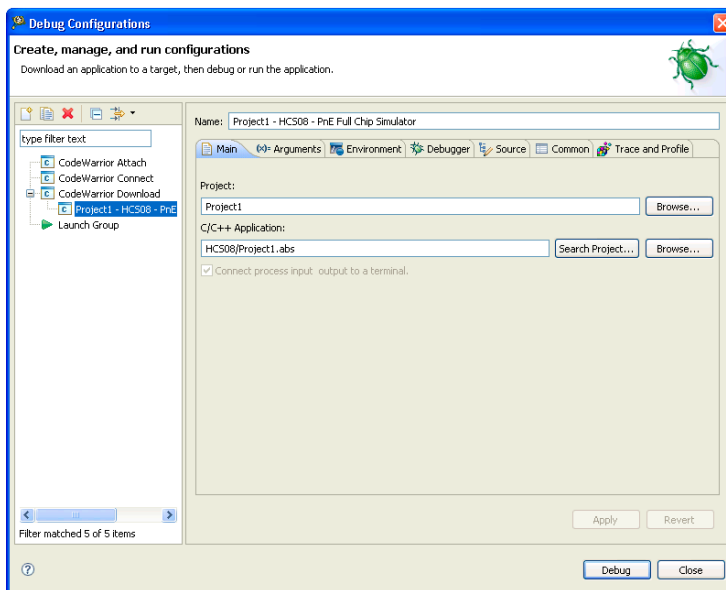 Debug Configurations
Create, manage, and run configurations
Download an application to a target, then debug or run the application.
type filter text
CodeWarrior Attach
CodeWarrior Connect
CodeWarrior Download
Project1 - HCS08 - PnE
Launch Group
Filter matched 5 of 5 items
Name: Project1 - HCS08 - PnE Full Chip Simulator
Main (x)= Arguments Environment Debugger Source Common Trace and Profile
Project:
Project1 Browse...
C/C++ Application:
HCS08/Project1.abs Search Project... Browse...
Connect process input output to a terminal.
Apply Revert
Debug Close